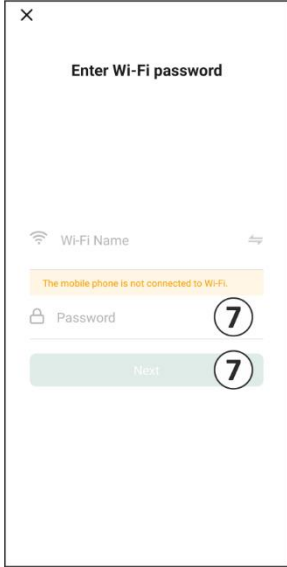 Enter Wi-Fi password
Wi-Fi Name
The mobile phone is not connected to Wi-Fi.
Password 7
Next 7